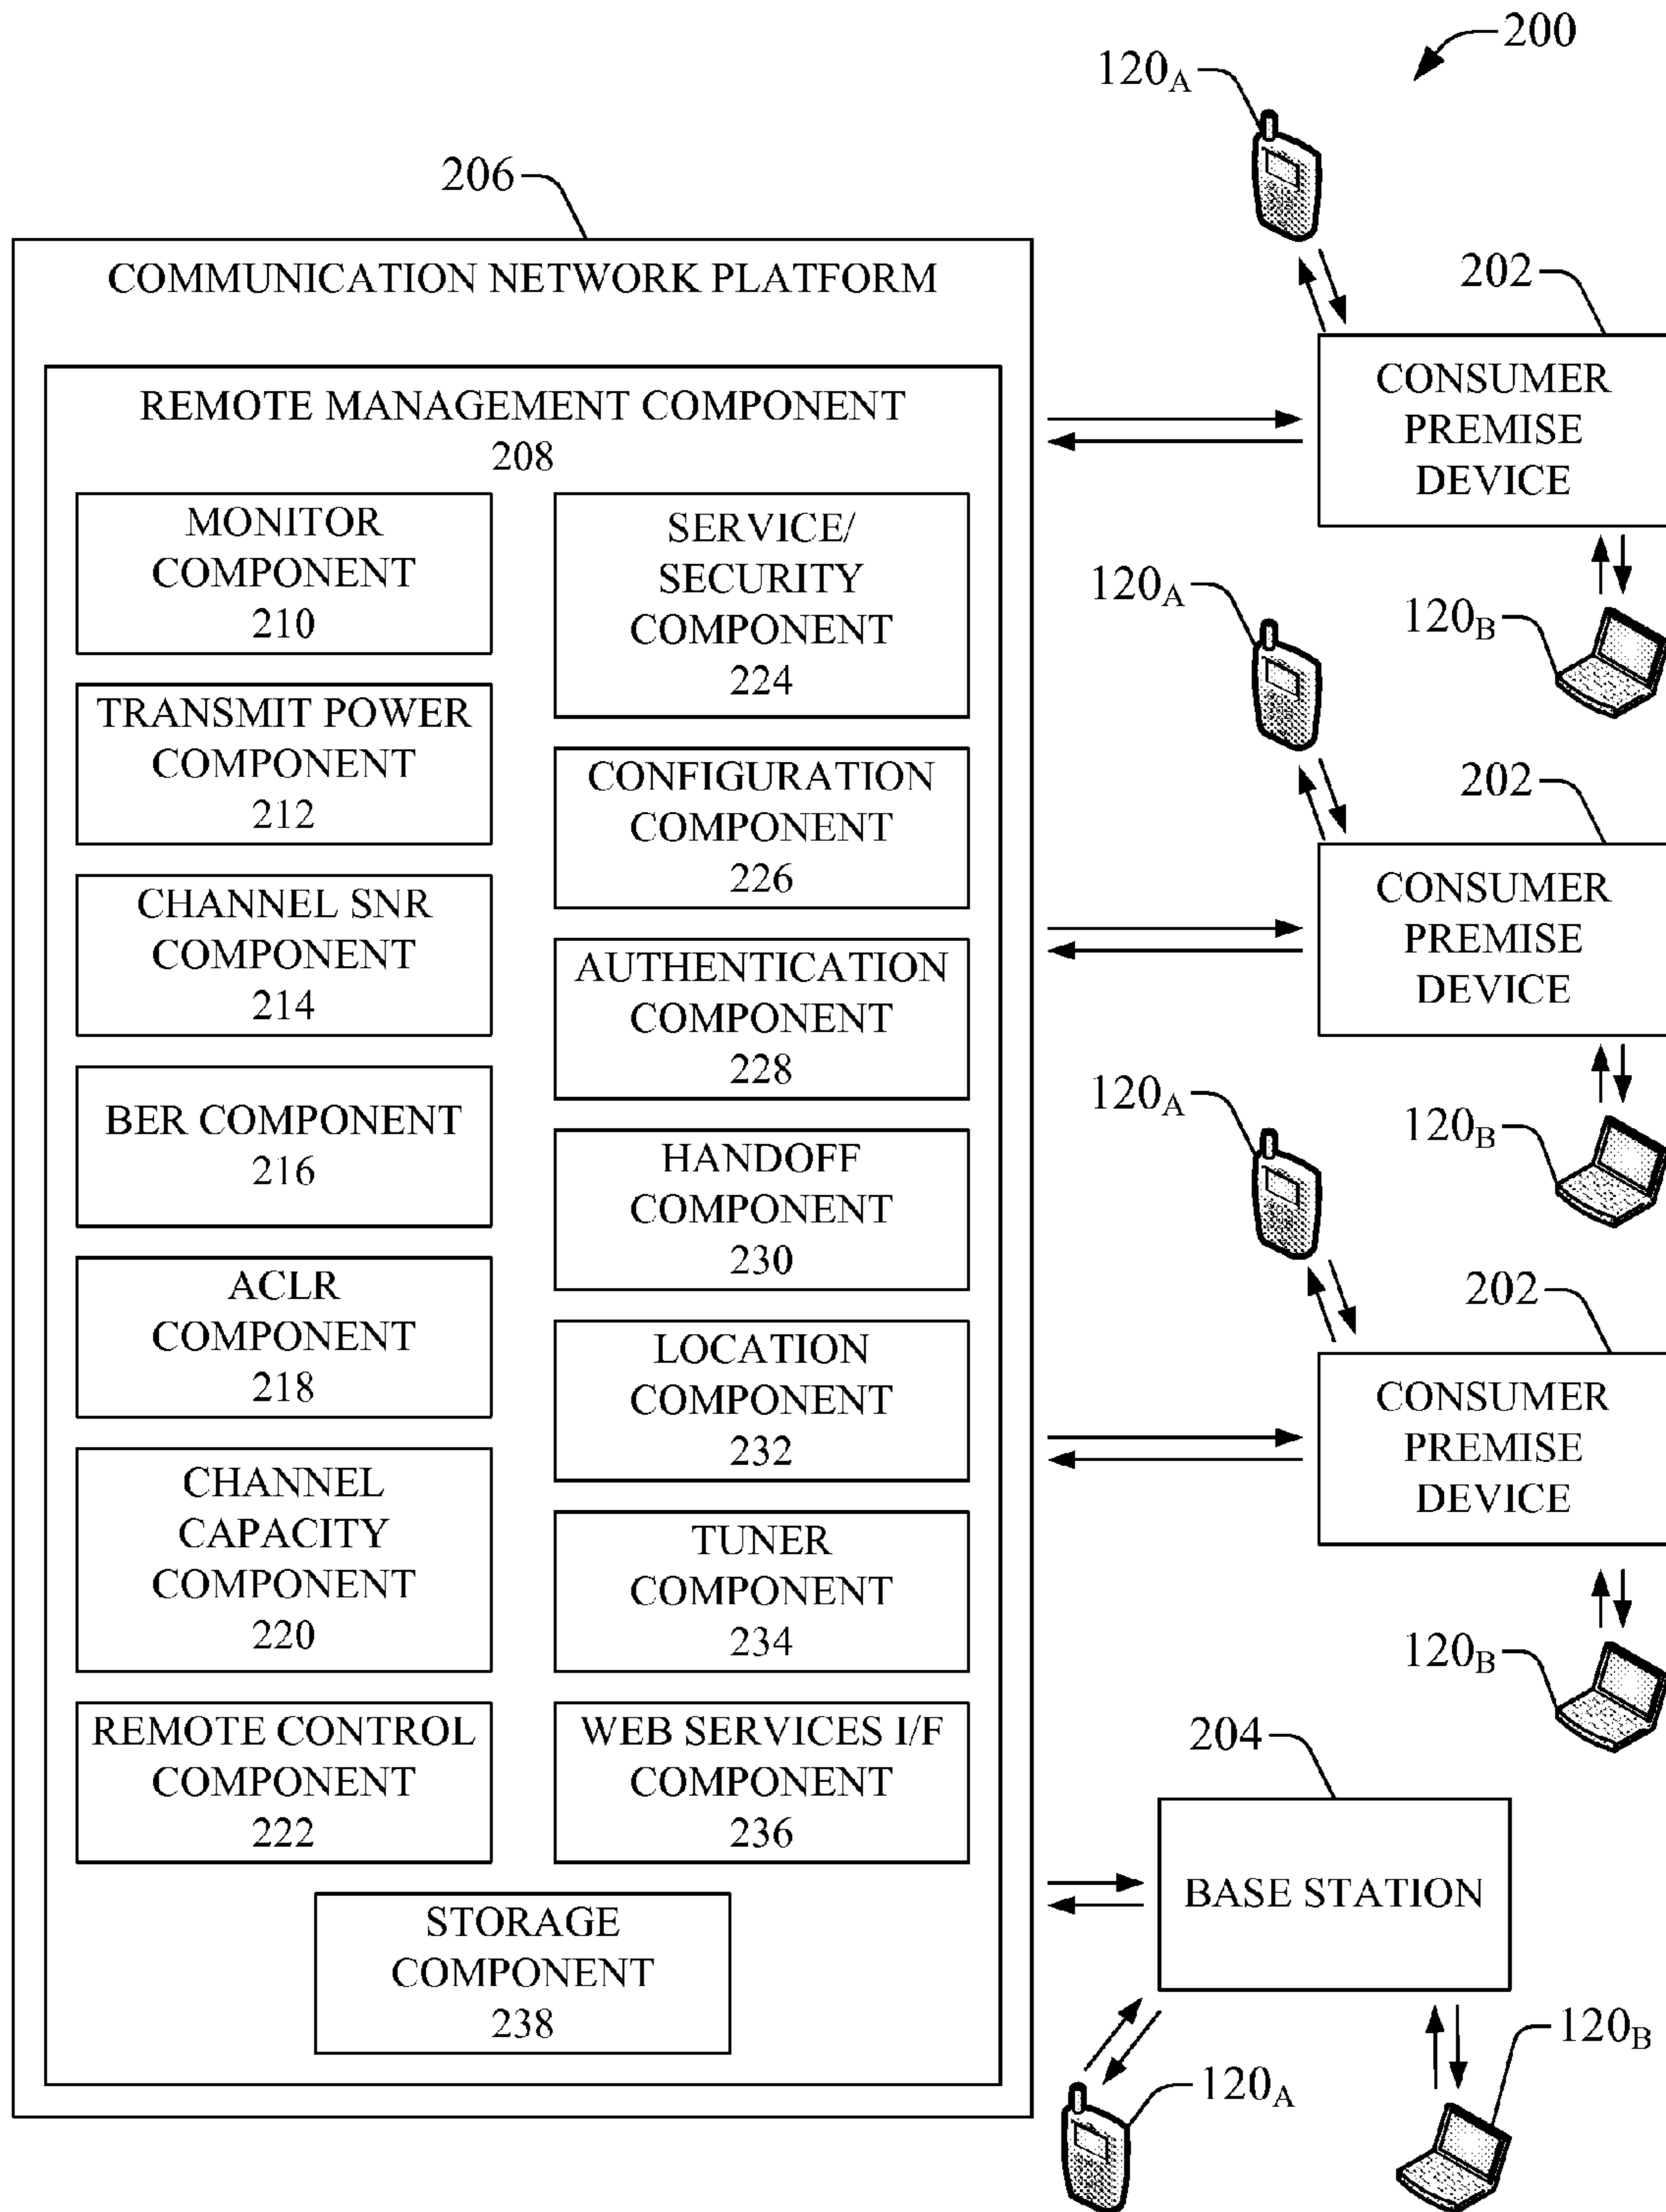 200
120A
206
COMMUNICATION NETWORK PLATFORM
REMOTE MANAGEMENT COMPONENT
208
MONITOR
COMPONENT
210
TRANSMIT POWER
COMPONENT
212
CHANNEL SNR
COMPONENT
214
BER COMPONENT
216
ACLR
COMPONENT
218
CHANNEL
CAPACITY
COMPONENT
220
REMOTE CONTROL
COMPONENT
222
SERVICE/
SECURITY
COMPONENT
224
CONFIGURATION
COMPONENT
226
AUTHENTICATION
COMPONENT
228
HANDOFF
COMPONENT
230
LOCATION
COMPONENT
232
TUNER
COMPONENT
234
WEB SERVICES I/F
COMPONENT
236
STORAGE
COMPONENT
238
202
CONSUMER
PREMISE
DEVICE
120A
120B
202
CONSUMER
PREMISE
DEVICE
120A
120B
202
CONSUMER
PREMISE
DEVICE
120B
204
BASE STATION
120A
120B